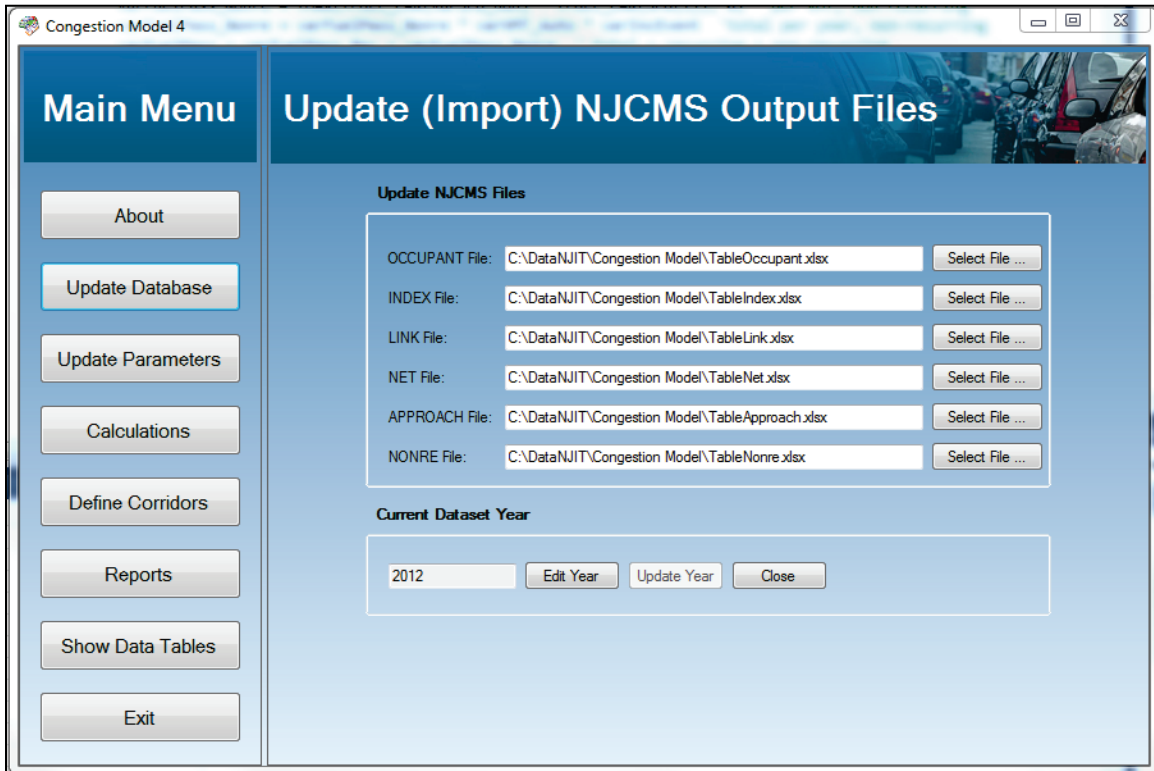 Congestion Model 4
Main Menu
About
Update Database
Update Parameters
Calculations
Define Corridors
Reports
Show Data Tables
Exit
Update (Import) NJCMS Output Files
Update NJCMS Files
OCCUPANT File: C:\DataNJIT\Congestion Model\TableOccupant.xlsx Select File ...
INDEX File: C:\DataNJIT\Congestion Model\TableIndex.xlsx Select File ...
LINK File: C:\DataNJIT\Congestion Model\TableLink.xlsx Select File ...
NET File: C:\DataNJIT\Congestion Model\TableNet.xlsx Select File ...
APPROACH File: C:\DataNJIT\Congestion Model\TableApproach.xlsx Select File ...
NONRE File: C:\DataNJIT\Congestion Model\TableNonre.xlsx Select File ...
Current Dataset Year
2012 Edit Year Update Year Close